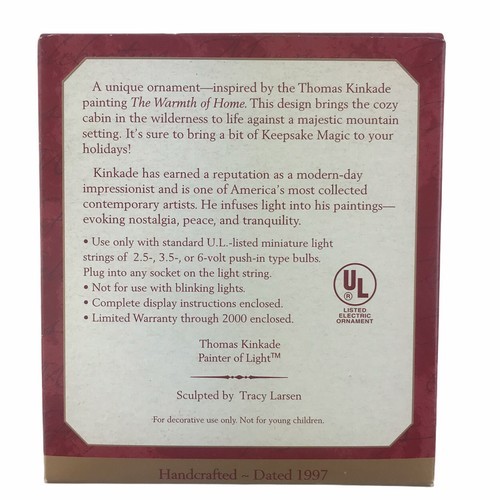 A unique ornament—inspired by the Thomas Kinkade
painting The Warmth of Home. This design brings the cozy
cabin in the wilderness to life against a majestic mountain
setting. It's sure to bring a bit of Keepsake Magic to your
holidays!
Kinkade has earned a reputation as a modern-day
impressionist and is one of America's most collected
contemporary artists. He infuses light into his paintings—
evoking nostalgia, peace, and tranquility.
• Use only with standard U.L.-listed miniature light
strings of 2.5-, 3.5-, or 6-volt push-in type bulbs.
Plug into any socket on the light string.
• Not for use with blinking lights.
• Complete display instructions enclosed.
• Limited Warranty through 2000 enclosed.
UL ®
LISTED
ELECTRIC
ORNAMENT
Thomas Kinkade
Painter of Light™
Sculpted by Tracy Larsen
For decorative use only. Not for young children.
Handcrafted – Dated 1997